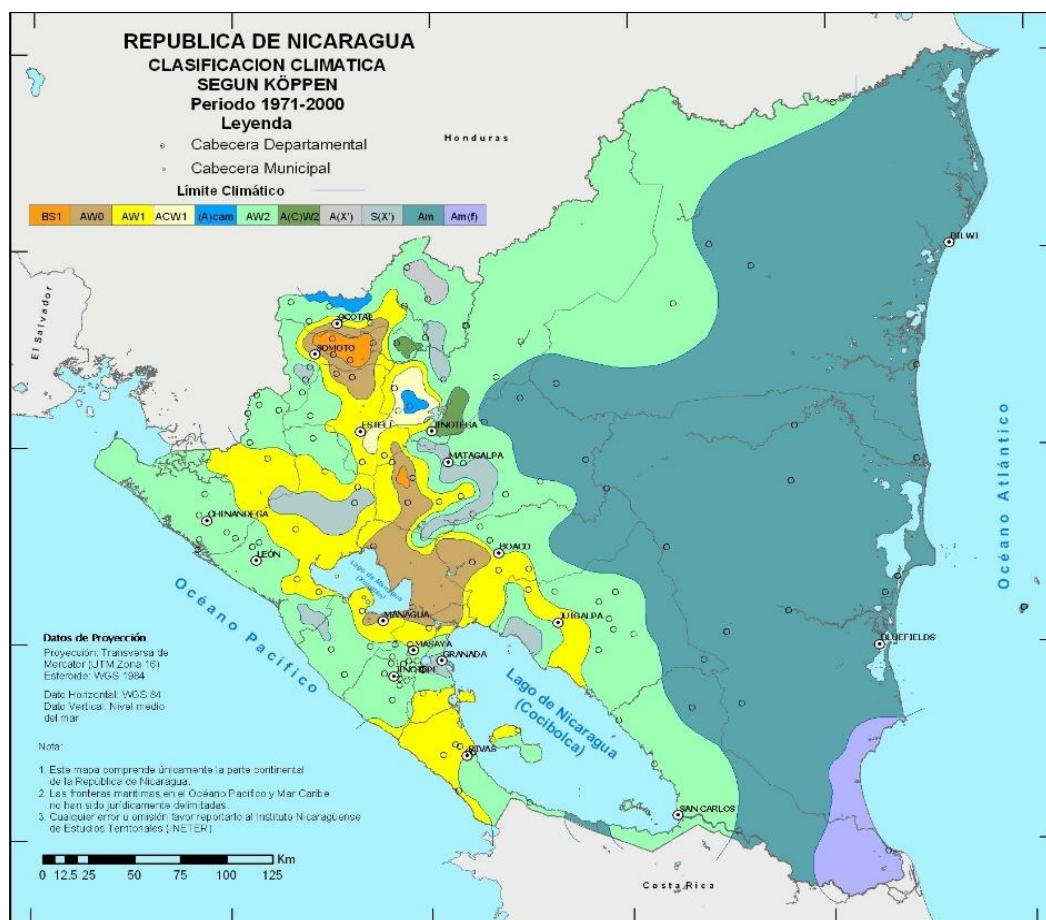 REPUBLICA DE NICARAGUA
CLASIFICACION CLIMATICA
SEGUN KÖPPEN
Periodo 1971-2000
Leyenda
Cabecera Departamental
Cabecera Municipal
Límite Climático
BS1 AW0 AW1 ACW1 (A)cam AW2 A(C)W2 A(X') S(X') Am Am(f)
Honduras
El Salvador
BILWI
OCOTAL
SOMOTO
ESTELÍ
JINOTEGA
MATAGALPA
CHINANDEGA
LEÓN
BOACO
Lago de Managua
MANAGUA
JUIGALPA
MASAYA
GRANADA
JINOTEPE
BLUEFIELDS
RIVAS
SAN CARLOS
Océano Pacífico
Océano Atlántico
Lago de Nicaragua
(Cocibolca)
Costa Rica
Datos de Proyección
Proyección: Transversa de
Mercator (UTM Zona 16)
Esferoide: WGS 1984
Dato Horizontal: WGS 84
Dato Vertical: Nivel medio
del mar
Nota:
1. Este mapa comprende únicamente la parte continental
de la República de Nicaragua.
2. Las fronteras marítimas en el Océano Pacífico y Mar Caribe
no han sido jurídicamente delimitadas.
3. Cualquier error u omisión favor reportarlo al Instituto Nicaragüense
de Estudios Territoriales (INETER)
0 12.5 25 50 75 100 125 Km